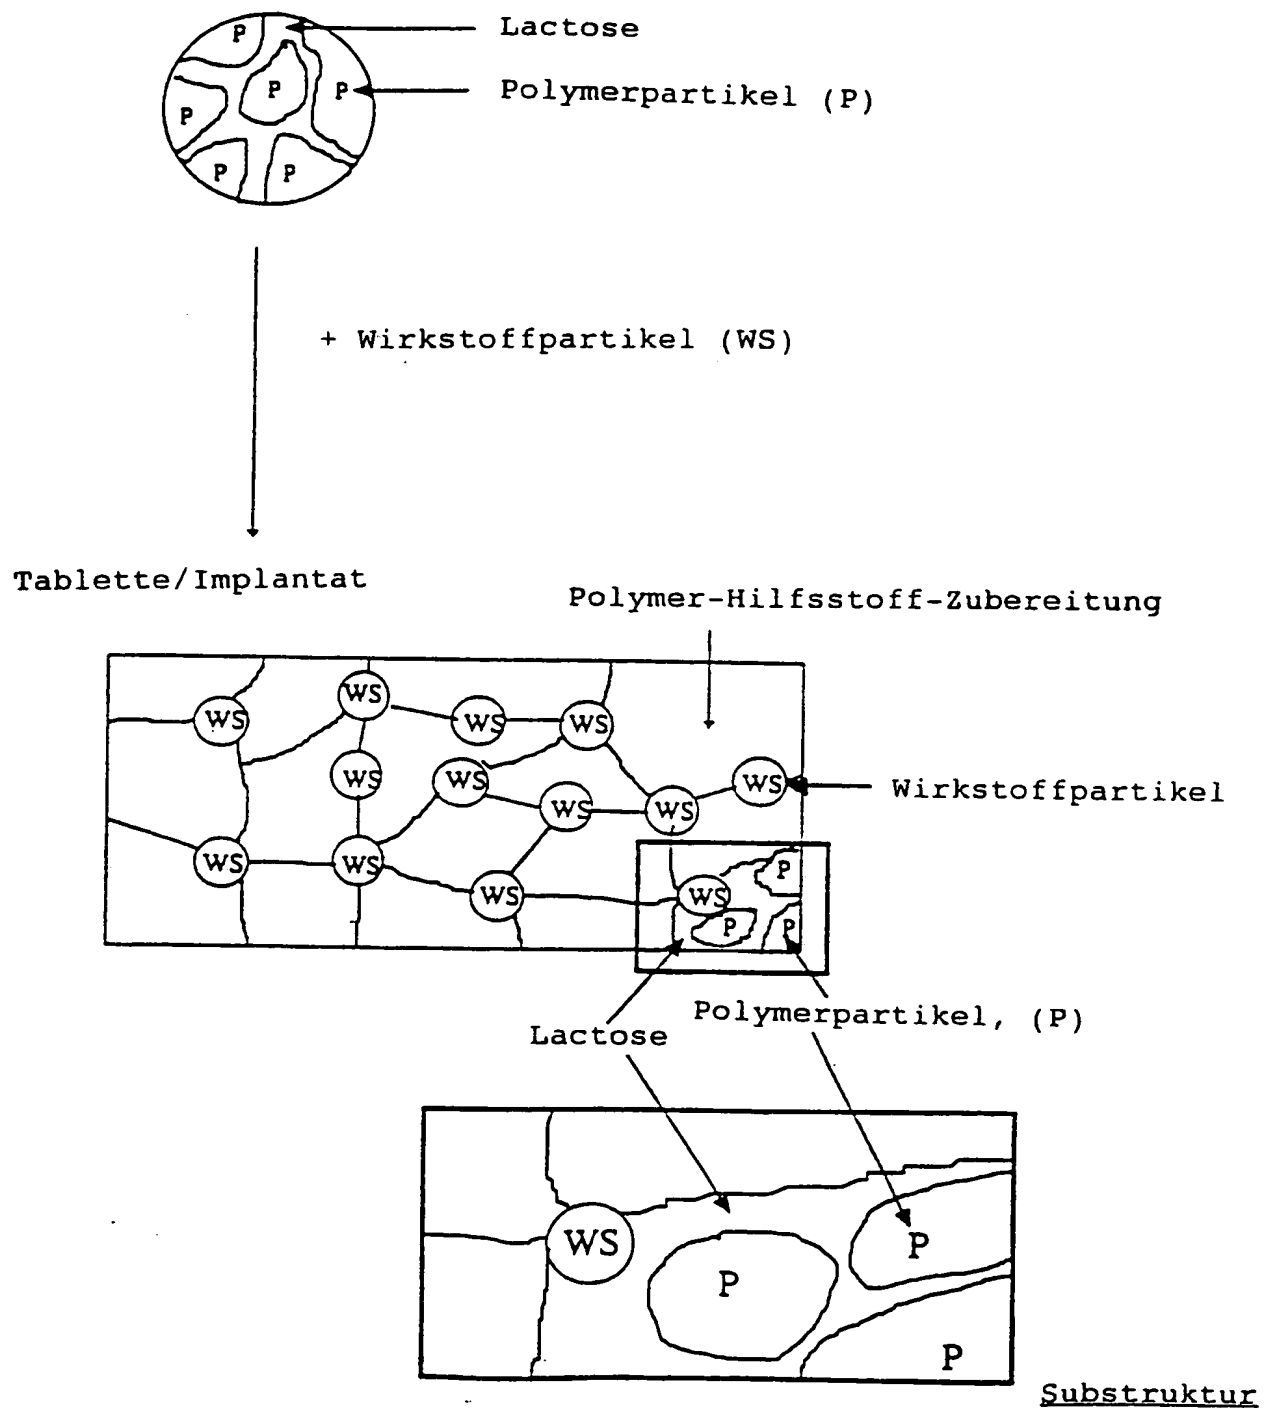 P
Lactose
P
P
Polymerpartikel (P)
P
P
P
+ Wirkstoffpartikel (WS)
Tablette/Implantat
Polymer-Hilfsstoff-Zubereitung
WS
WS
WS
WS
WS
WS
WS
Wirkstoffpartikel
WS
WS
WS
WS
P
WS
WS
P
P
Polymerpartikel, (P)
Lactose
WS
P
P
P
Substruktur